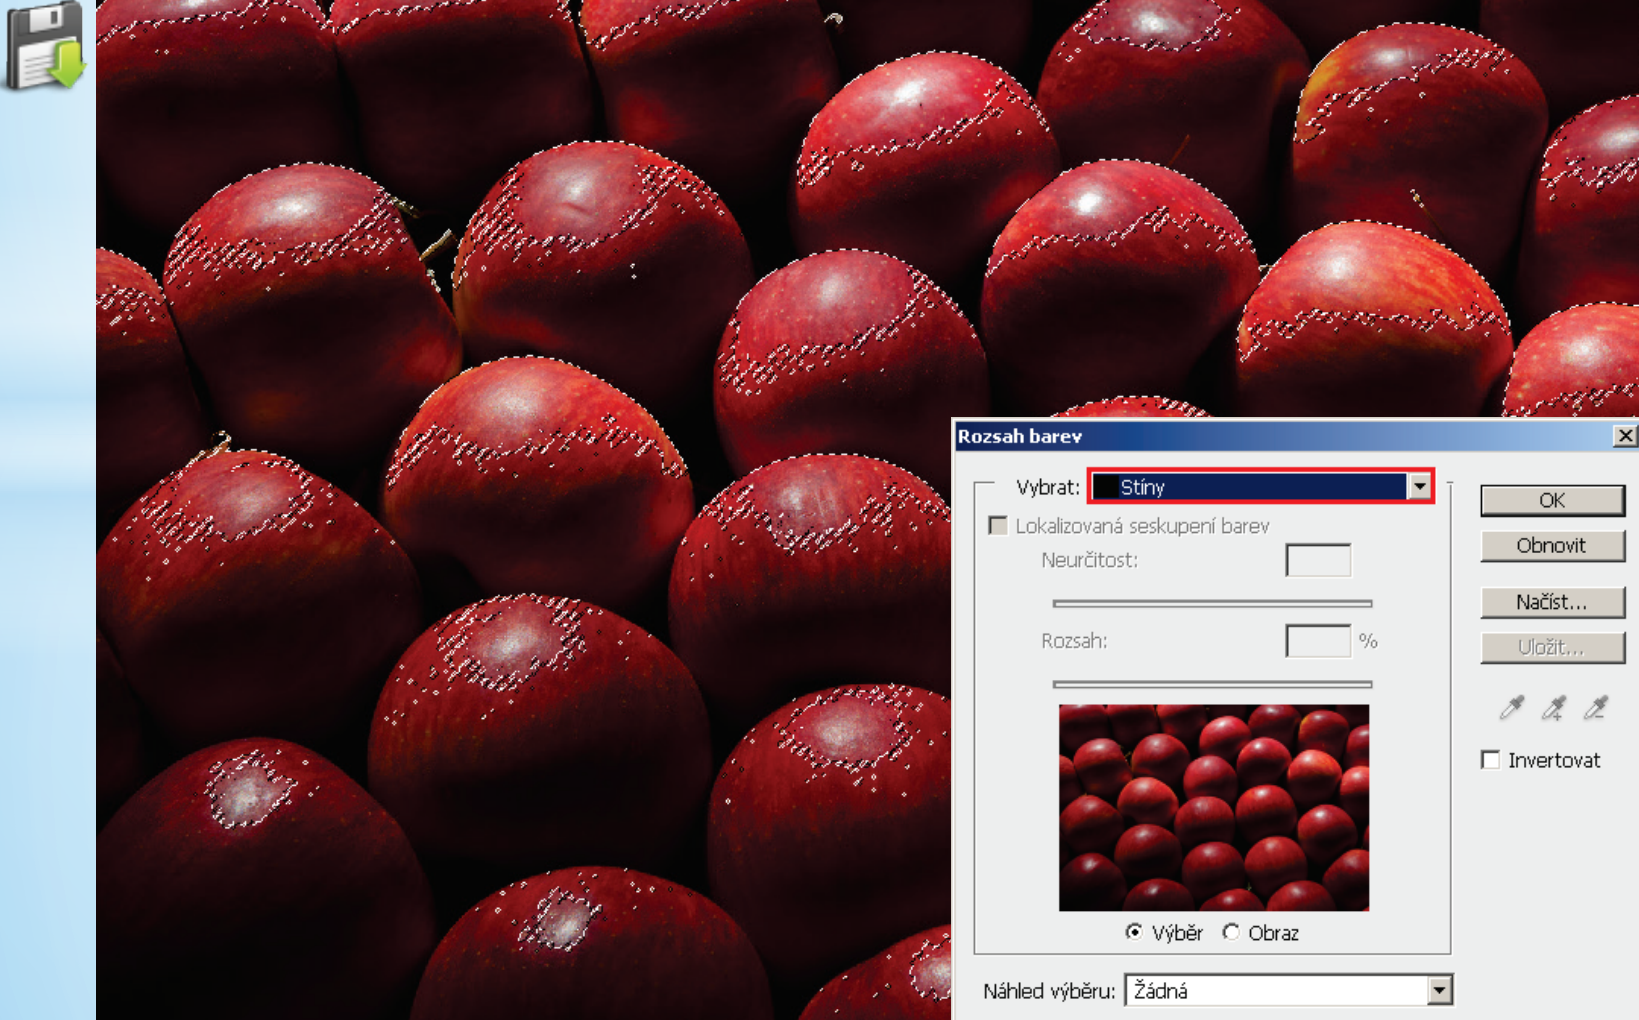 Rozsah barev
Vybrat: Stíny
OK
Lokalizovaná seskupení barev
Obnovit
Neurčitost:
Načíst...
Rozsah: %
Uložit...
Invertovat
Výběr Obraz
Náhled výběru: Žádná